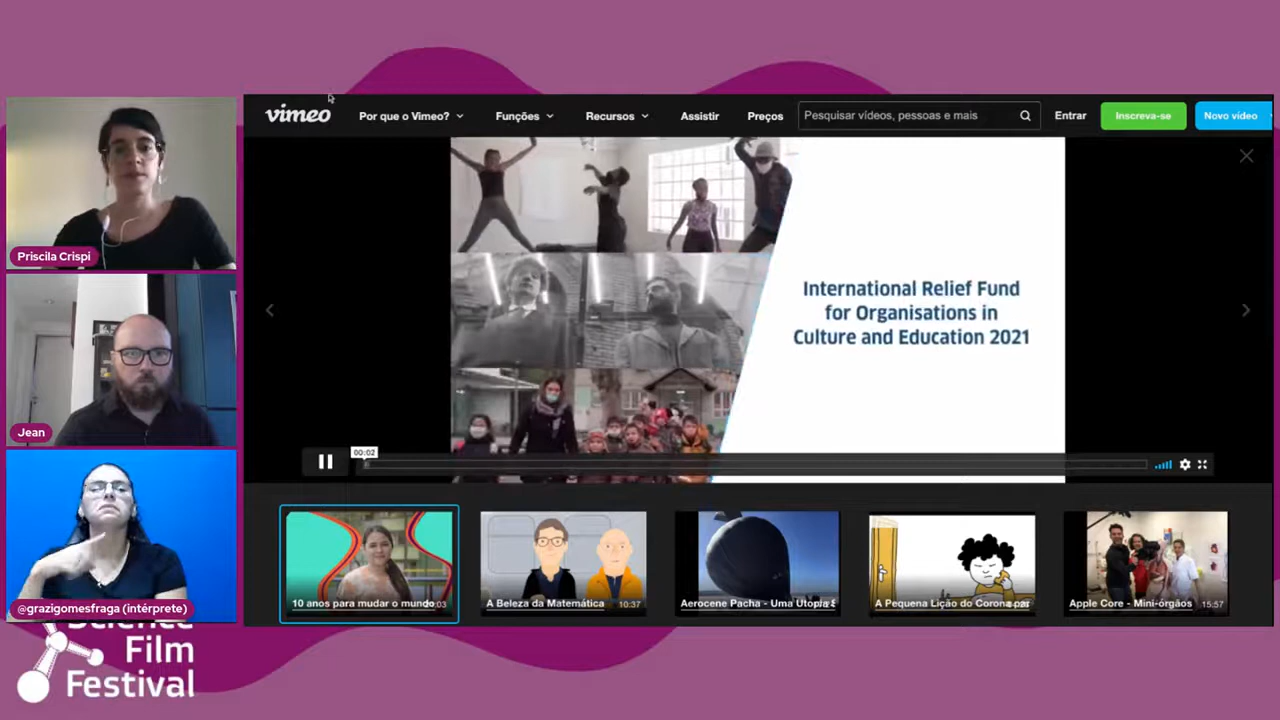 vimeo
Por que o Vimeo?
Funções
Recursos
Assistir
Preços
Pesquisar vídeos, pessoas e mais
Entrar
Inscreva-se
Novo vídeo
Priscila Crispi
International Relief Fund
for Organisations in
Culture and Education 2021
Jean
00:02
10 anos para mudar o mundo
A Beleza da Matemática
10:37
Aerocene Pacha - Uma Utopia
A Pequena Lição do Corona
Apple Core - Mini-órgãos
15:57
@grazigomesfraga (intérprete)
Science
Film
Festival